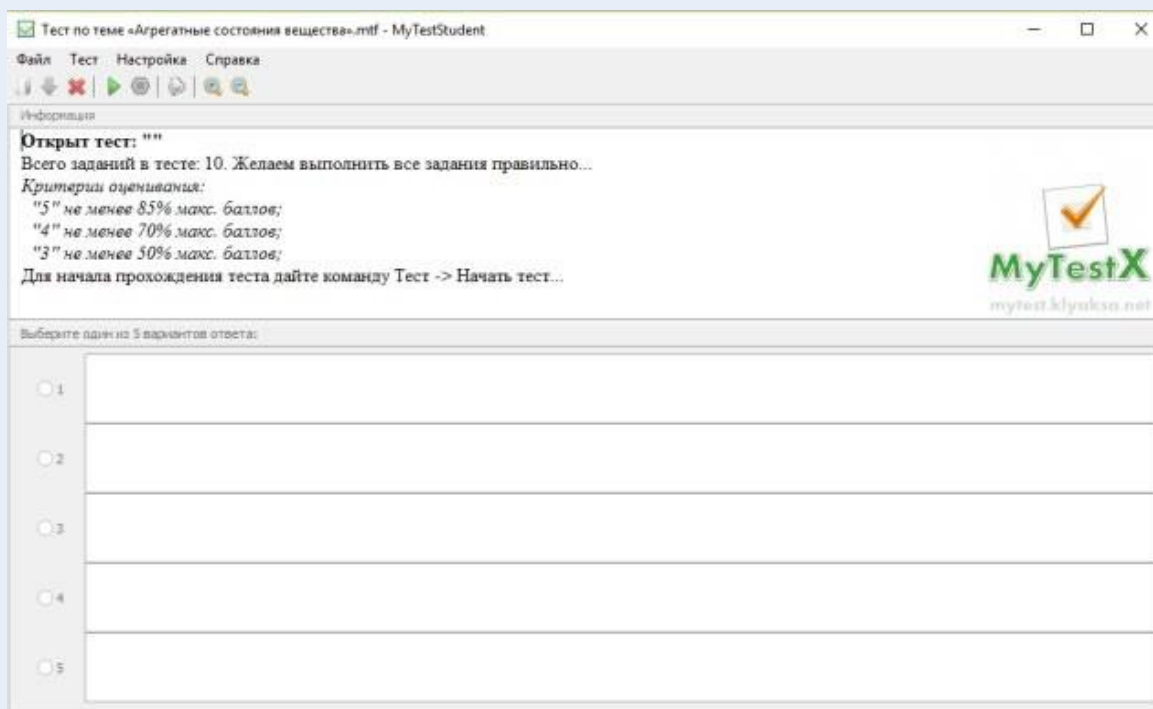 Тест по теме «Агрегатные состояния вещества».mtf - MyTestStudent
Файл Тест Настройка Справка
Информация
Открыт тест: ""
Всего заданий в тесте: 10. Желаем выполнить все задания правильно...
Критерии оценивания:
"5" не менее 85% макс. баллов;
"4" не менее 70% макс. баллов;
"3" не менее 50% макс. баллов;
Для начала прохождения теста дайте команду Тест -> Начать тест...
MyTestX
mytest.klyaksa.net
Выберите один из 5 вариантов ответа:
1
2
3
4
5